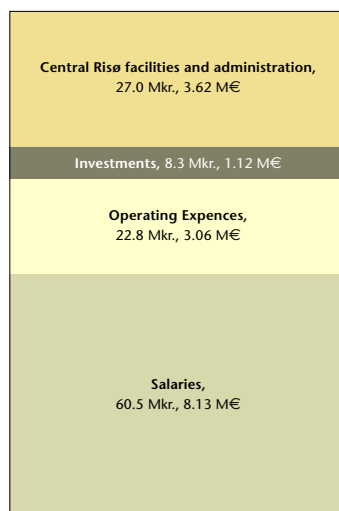 Central Risø facilities and administration,
27.0 Mkr., 3.62 M€
Investments, 8.3 Mkr., 1.12 M€
Operating Expences,
22.8 Mkr., 3.06 M€
Salaries,
60.5 Mkr., 8.13 M€